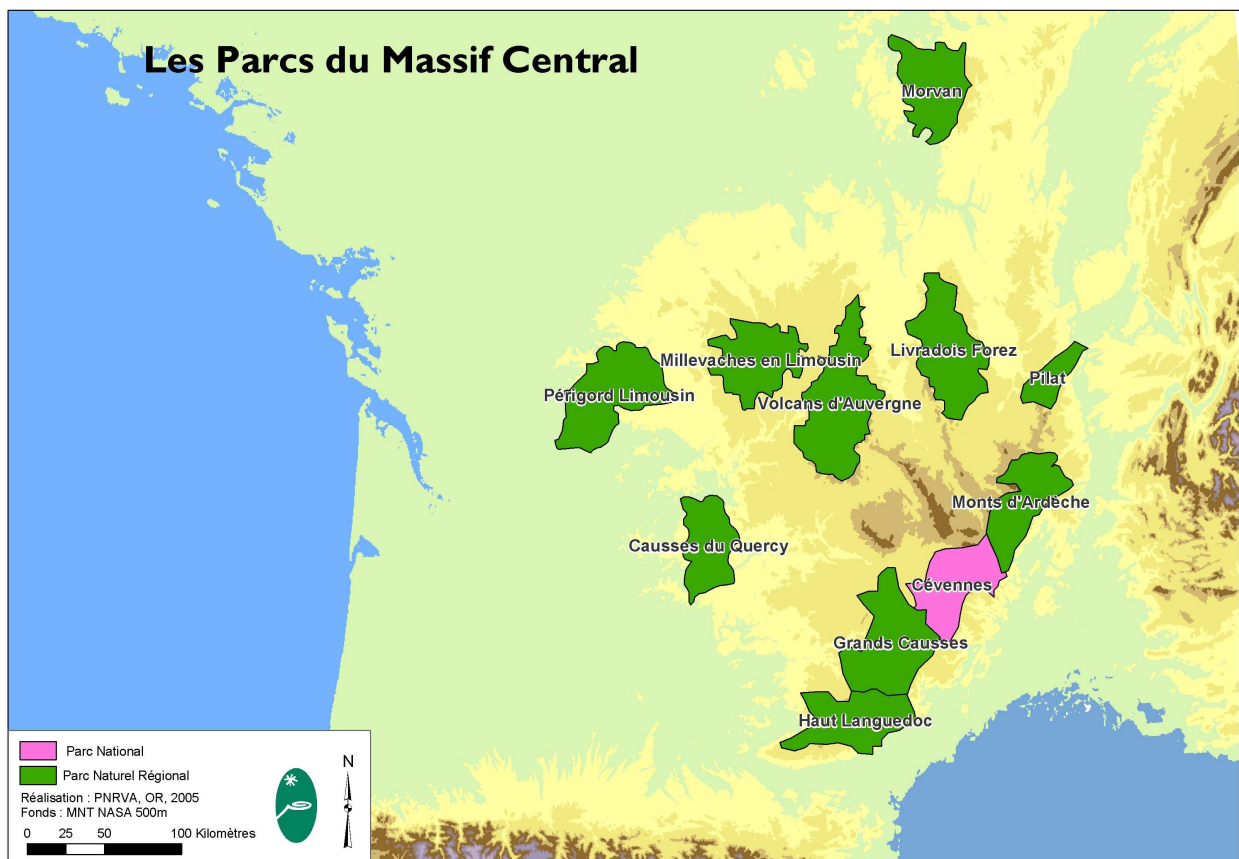 Les Parcs du Massif Central
Morvan
Millevaches en Limousin
Livradois Forez
Pilat
Périgord Limousin
Volcans d'Auvergne
Monts d'Ardèche
Causses du Quercy
Cévennes
Grands Causses
Haut Languedoc
Parc National
Parc Naturel Régional
Réalisation : PNRVA, OR, 2005
Fonds : MNT NASA 500m
0 25 50 100 Kilomètres
N